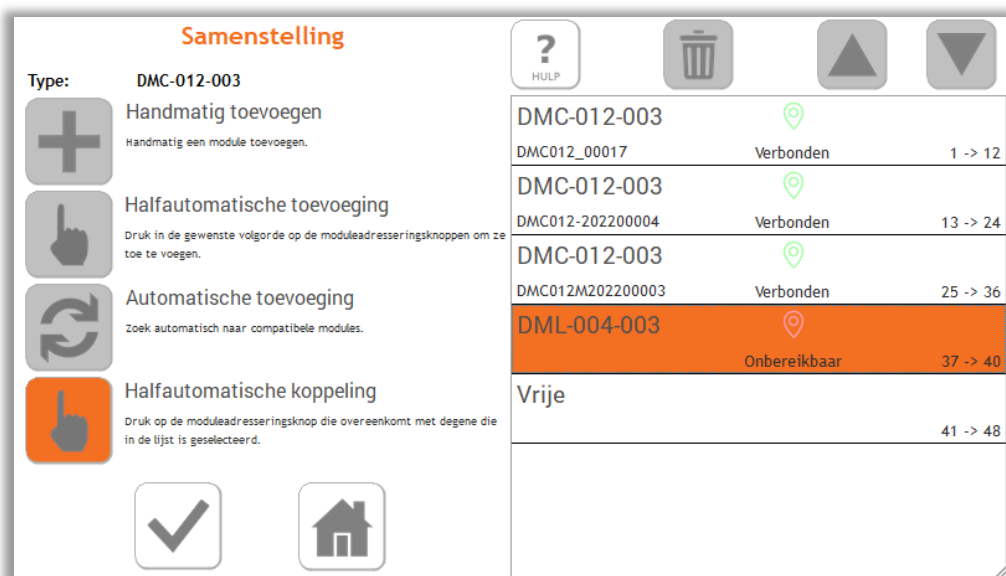 Samenstelling
Type: DMC-012-003
Handmatig toevoegen
Handmatig een module toevoegen.
Halfautomatische toevoeging
Druk in de gewenste volgorde op de moduleadresseringsknoppen om ze
toe te voegen.
Automatische toevoeging
Zoek automatisch naar compatibele modules.
Halfautomatische koppeling
Druk op de moduleadresseringsknop die overeenkomt met degene die
in de lijst is geselecteerd.
?
HULP
DMC-012-003
DMC012_00017 Verbonden 1 -> 12
DMC-012-003
DMC012-202200004 Verbonden 13 -> 24
DMC-012-003
DMC012M202200003 Verbonden 25 -> 36
DML-004-003
Onbereikbaar 37 -> 40
Vrije
41 -> 48